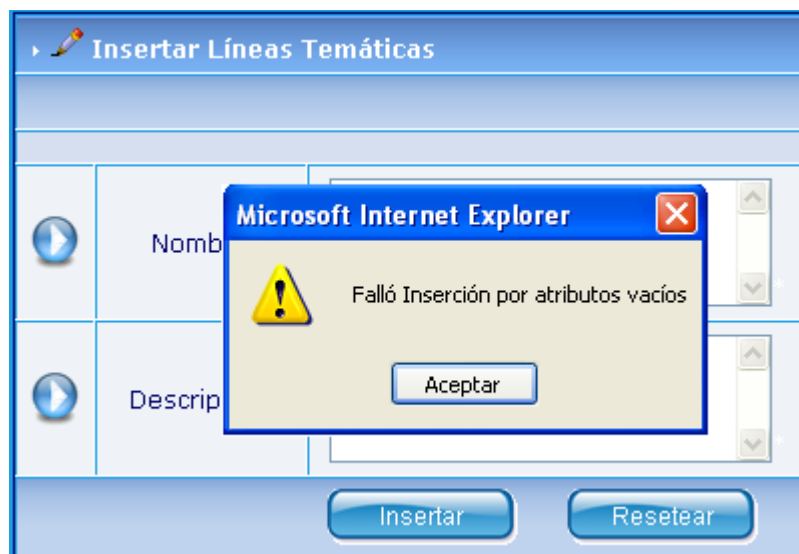 Insertar Líneas Temáticas
Microsoft Internet Explorer
Nomb
Falló Inserción por atributos vacíos
Aceptar
Descrip
*
*
Insertar
Resetear